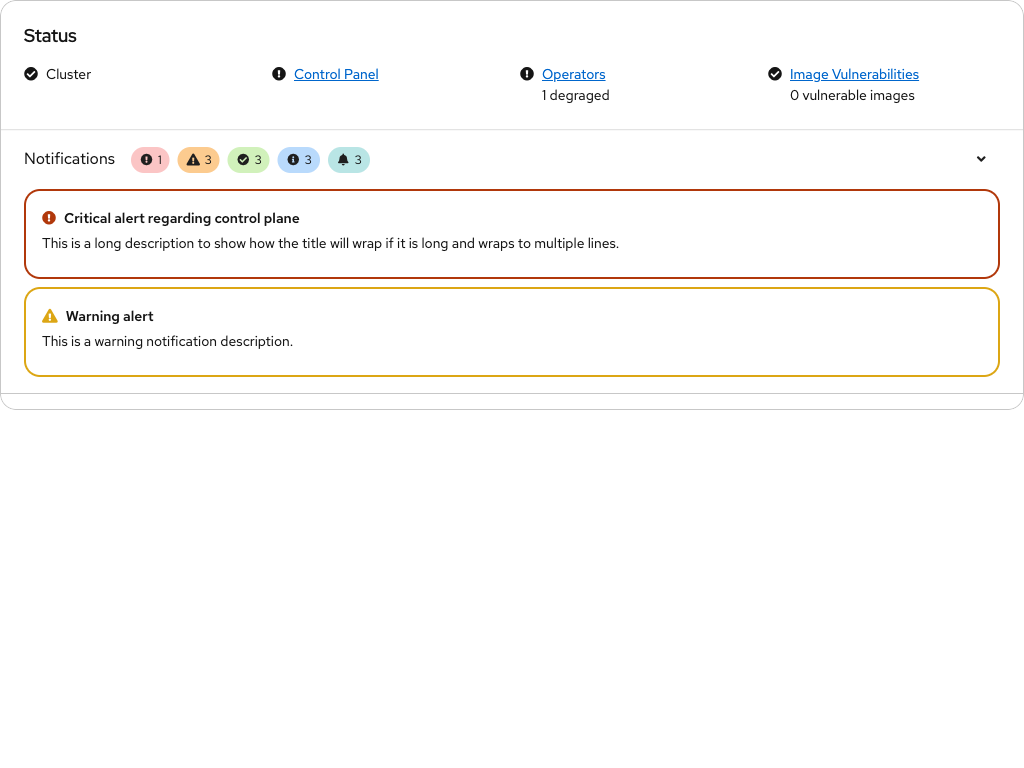 Status
Cluster
Control Panel
Operators
1 degraged
Image Vulnerabilities
0 vulnerable images
Notifications 1 3 3 3 3
Critical alert regarding control plane
This is a long description to show how the title will wrap if it is long and wraps to multiple lines.
Warning alert
This is a warning notification description.